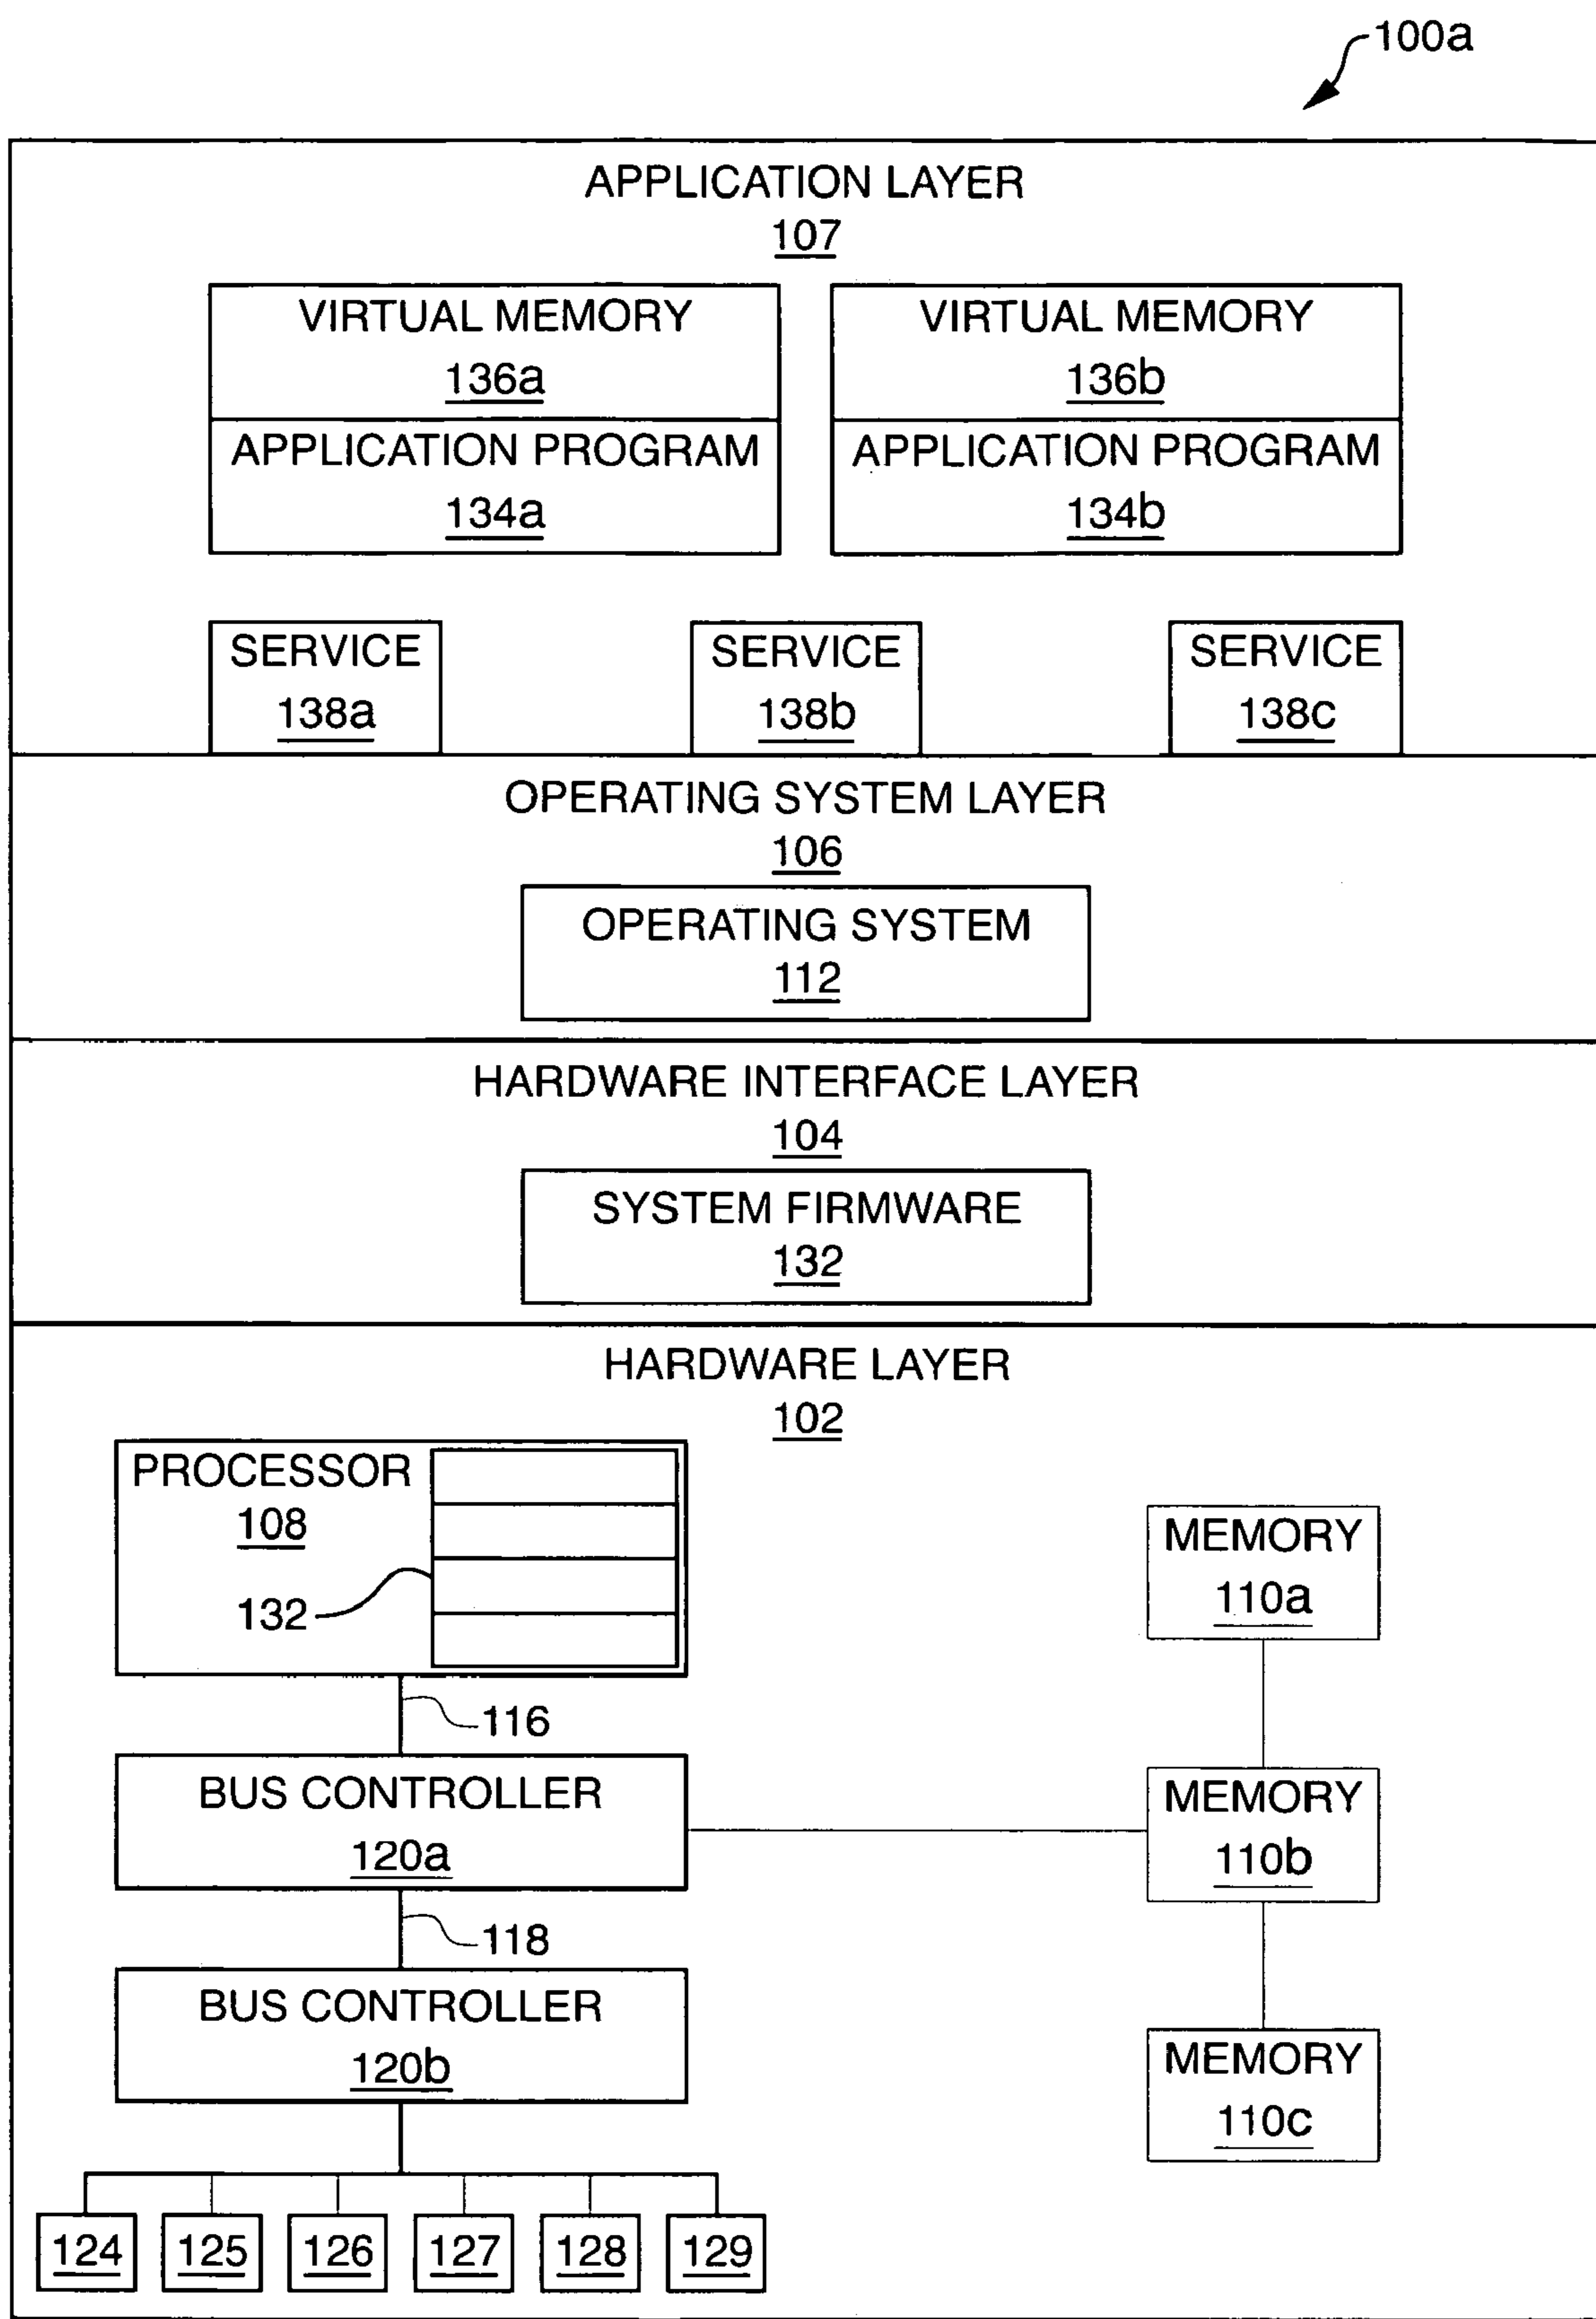 100a
APPLICATION LAYER
107
VIRTUAL MEMORY
136a
APPLICATION PROGRAM
134a
VIRTUAL MEMORY
136b
APPLICATION PROGRAM
134b
SERVICE
138a
SERVICE
138b
SERVICE
138c
OPERATING SYSTEM LAYER
106
OPERATING SYSTEM
112
HARDWARE INTERFACE LAYER
104
SYSTEM FIRMWARE
132
HARDWARE LAYER
102
PROCESSOR
108
132
116
BUS CONTROLLER
120a
118
BUS CONTROLLER
120b
MEMORY
110a
MEMORY
110b
MEMORY
110c
124
125
126
127
128
129